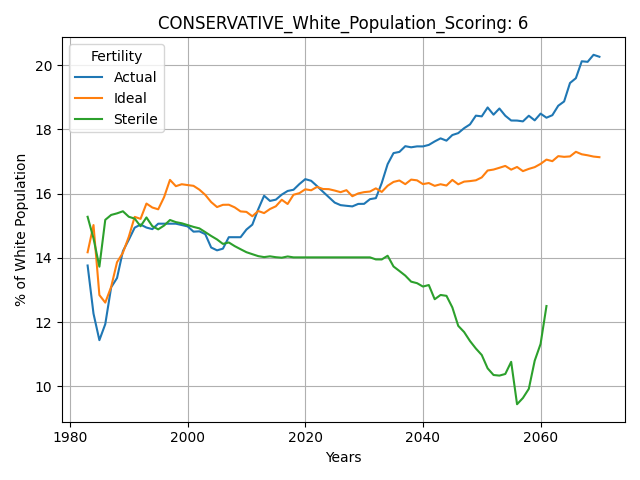 CONSERVATIVE_White_Population_Scoring: 6
Fertility
Actual
Ideal
Sterile
% of White Population
20
18
16
14
12
10
1980
2000
2020
2040
2060
Years